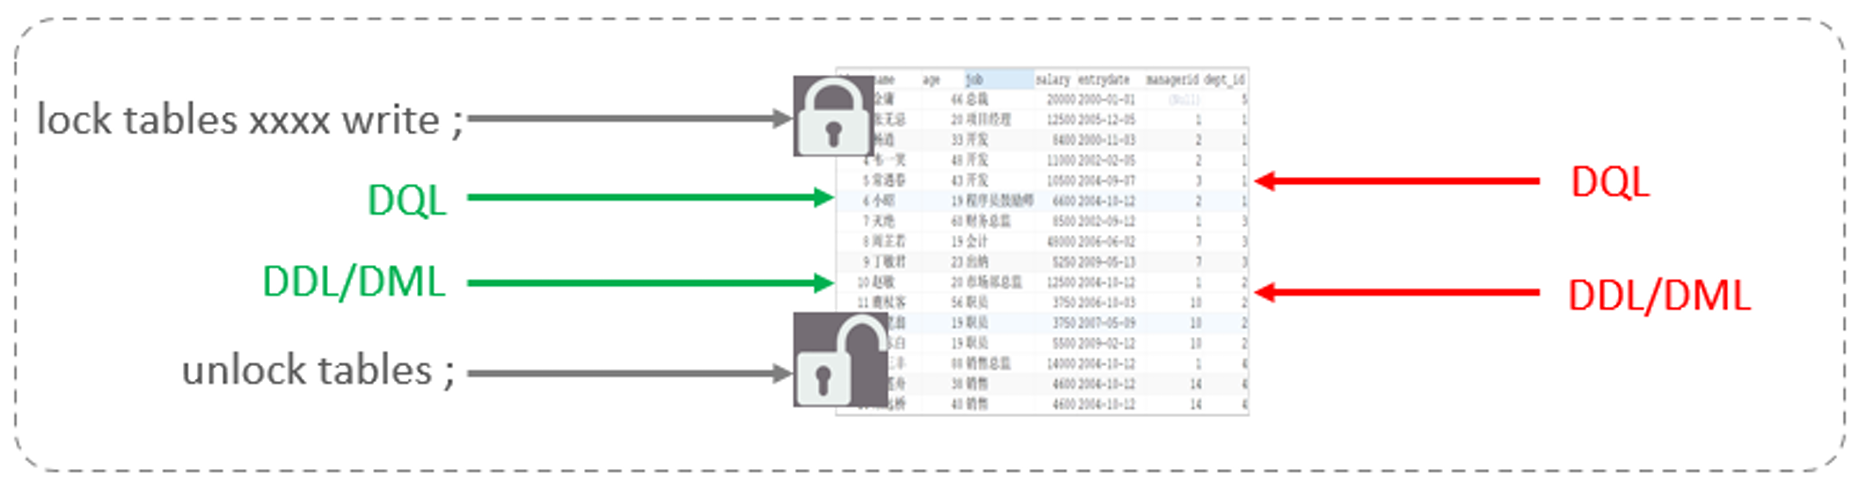 lock tables xxxx write ;
DQL
DDL/DML
unlock tables ;
ame age job salary entrydate managerid dept_id
金庸 66 总裁 20000 2000-01-01 (Null) 5
张无忌 20 项目经理 12500 2005-12-05 1 1
杨逍 33 开发 8400 2000-11-03 2 1
韦一笑 48 开发 11000 2002-02-05 2 1
5 常遇春 43 开发 10500 2004-09-07 3 1
6 小昭 19 程序员鼓励师 6600 2004-10-12 2 1
7 灭绝 60 财务总监 8500 2002-09-12 1 3
8 周芷若 19 会计 48000 2006-06-02 7 3
9 丁敏君 23 出纳 5250 2009-05-13 7 3
10 赵敏 20 市场部总监 12500 2004-10-12 1 2
11 鹿杖客 56 职员 3750 2006-10-03 10 2
19 职员 3750 2007-05-09 10 2
东白 19 职员 5500 2009-02-12 10 2
三丰 88 销售总监 14000 2004-10-12 1 4
舟 38 销售 4600 2004-10-12 14 4
桥 40 销售 4600 2004-10-12 14 4
DQL
DDL/DML